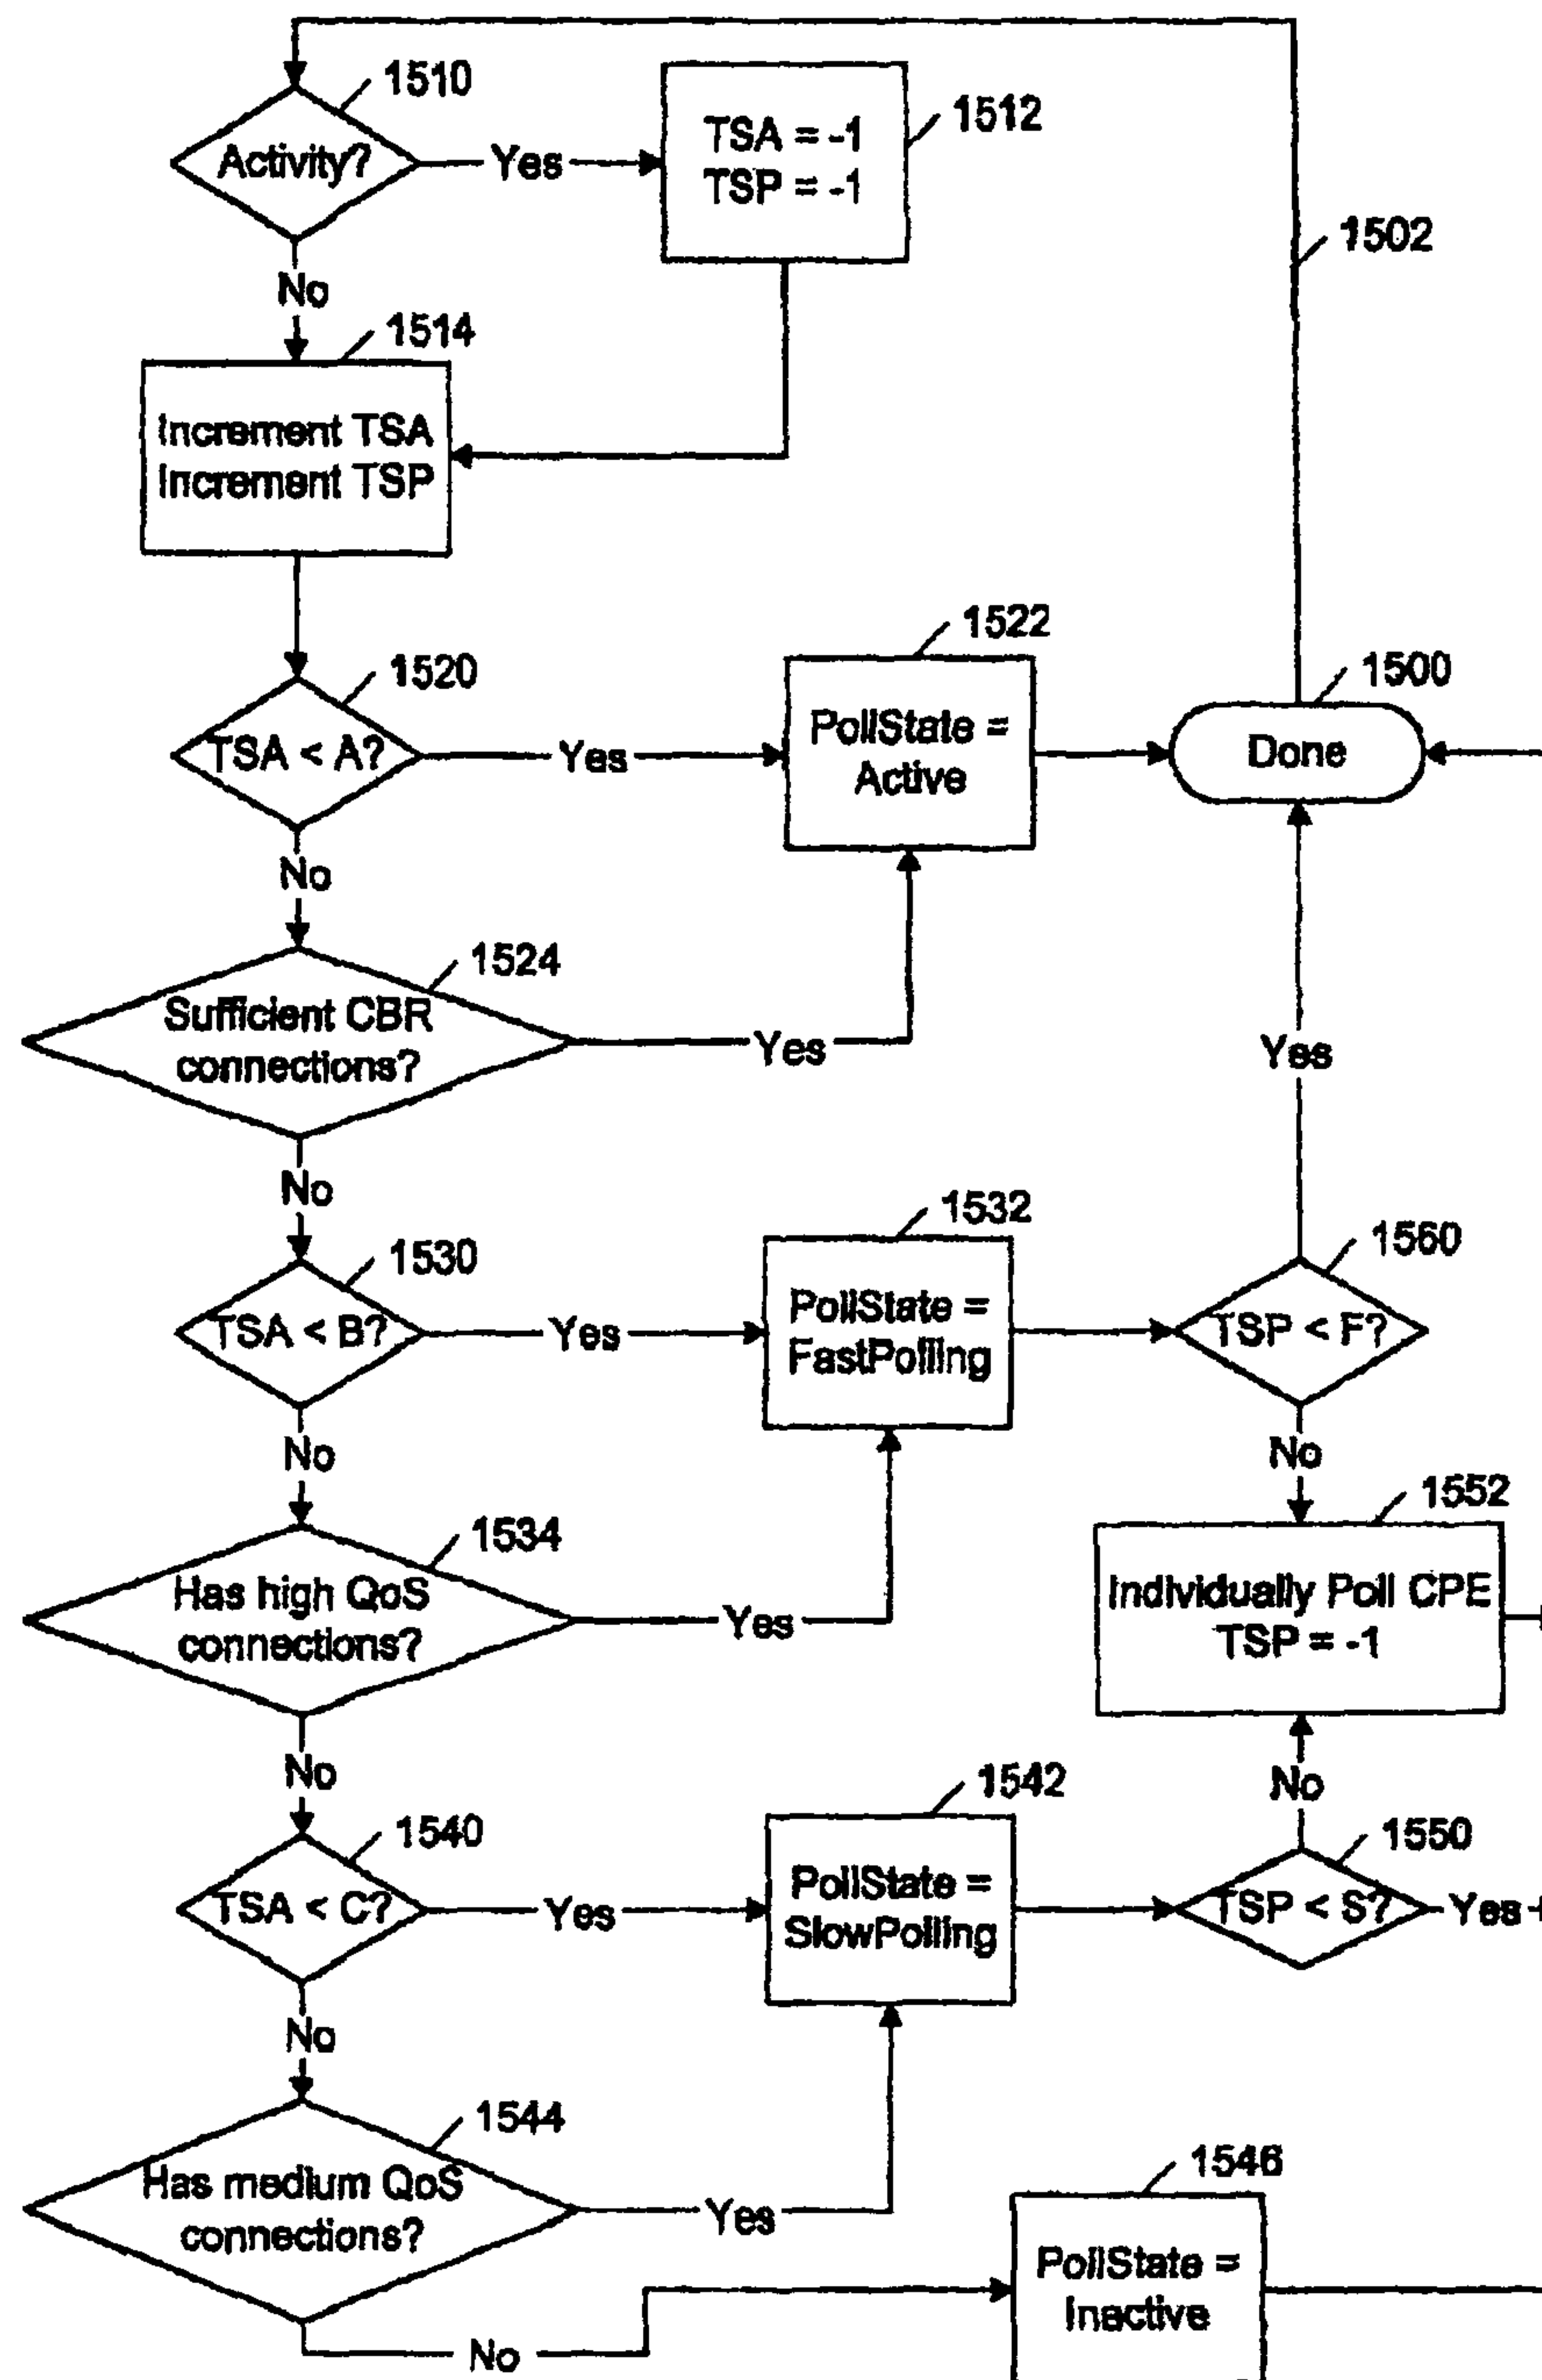 1510
Activity?
Yes
TSA = -1
TSP = -1
1512
1502
No
1514
Increment TSA
Increment TSP
1520
TSA < A?
Yes
1522
PollState =
Active
1500
Done
No
1524
Sufficient CBR
connections?
Yes
No
1530
TSA < B?
Yes
1532
PollState =
FastPolling
Yes
1560
TSP < F?
No
1534
Has high QoS
connections?
Yes
No
1552
Individually Poll CPE
TSP = -1
No
1540
TSA < C?
Yes
1542
PollState =
SlowPolling
No
1550
TSP < S?
Yes
No
1544
Has medium QoS
connections?
Yes
No
1546
PollState =
Inactive